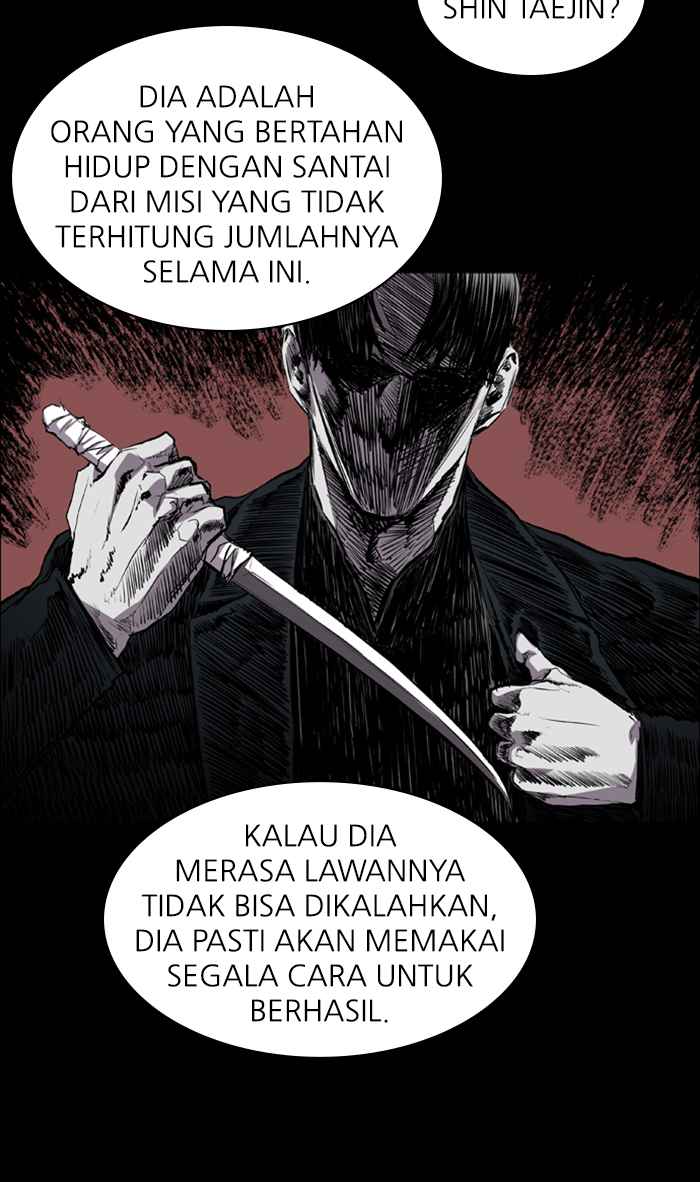 SHIN TAEJIN?
DIA ADALAH
ORANG YANG BERTAHAN
HIDUP DENGAN SANTAI
DARI MISI YANG TIDAK
TERHITUNG JUMLAHNYA
SELAMA INI.
KALAU DIA
MERASA LAWANNYA
TIDAK BISA DIKALAHKAN,
DIA PASTI AKAN MEMAKAI
SEGALA CARA UNTUK
BERHASIL.